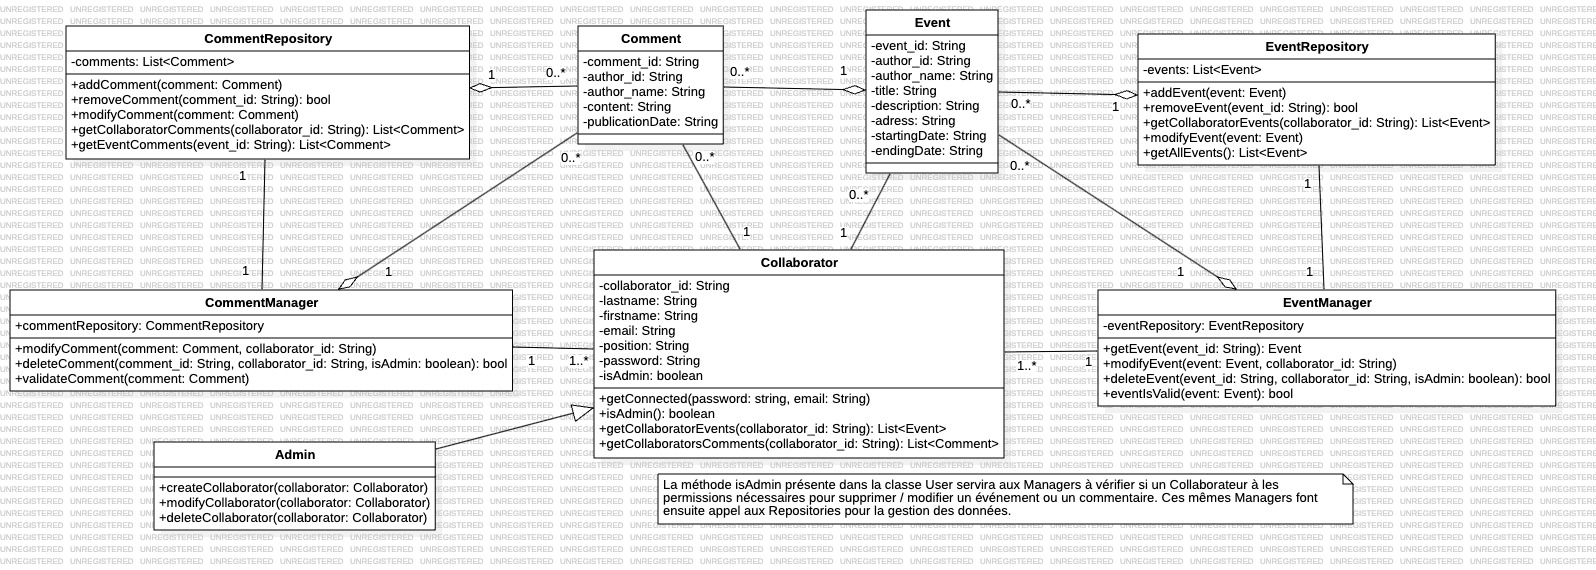 CommentRepository
-comments: List<Comment>
+addComment(comment: Comment)
+removeComment(comment_id: String): bool
+modifyComment(comment: Comment)
+getCollaboratorComments(collaborator_id: String): List<Comment>
+getEventComments(event_id: String): List<Comment>
1
0..*
Comment
-comment_id: String
-author_id: String
-author_name: String
-content: String
-publicationDate: String
0..*
1
Event
-event_id: String
-author_id: String
-author_name: String
-title: String
-description: String
-adress: String
-startingDate: String
-endingDate: String
0..*
1
EventRepository
-events: List<Event>
+addEvent(event: Event)
+removeEvent(event_id: String): bool
+getCollaboratorEvents(collaborator_id: String): List<Event>
+modifyEvent(event: Event)
+getAllEvents(): List<Event>
1
1
0..*
1
0..*
1
0..*
1
0..*
1
1
1
CommentManager
+commentRepository: CommentRepository
+modifyComment(comment: Comment, collaborator_id: String)
+deleteComment(comment_id: String, collaborator_id: String, isAdmin: boolean): bool
+validateComment(comment: Comment)
1
1..*
Collaborator
-collaborator_id: String
-lastname: String
-firstname: String
-email: String
-position: String
-password: String
-isAdmin: boolean
+getConnected(password: string, email: String)
+isAdmin(): boolean
+getCollaboratorEvents(collaborator_id: String): List<Event>
+getCollaboratorsComments(collaborator_id: String): List<Comment>
1..*
1
EventManager
-eventRepository: EventRepository
+getEvent(event_id: String): Event
+modifyEvent(event: Event, collaborator_id: String)
+deleteEvent(event_id: String, collaborator_id: String, isAdmin: boolean): bool
+eventIsValid(event: Event): bool
Admin
+createCollaborator(collaborator: Collaborator)
+modifyCollaborator(collaborator: Collaborator)
+deleteCollaborator(collaborator: Collaborator)
La méthode isAdmin présente dans la classe User servira aux Managers à vérifier si un Collaborateur à les
permissions nécessaires pour supprimer / modifier un événement ou un commentaire. Ces mêmes Managers font
ensuite appel aux Repositories pour la gestion des données.
UNREGISTERED